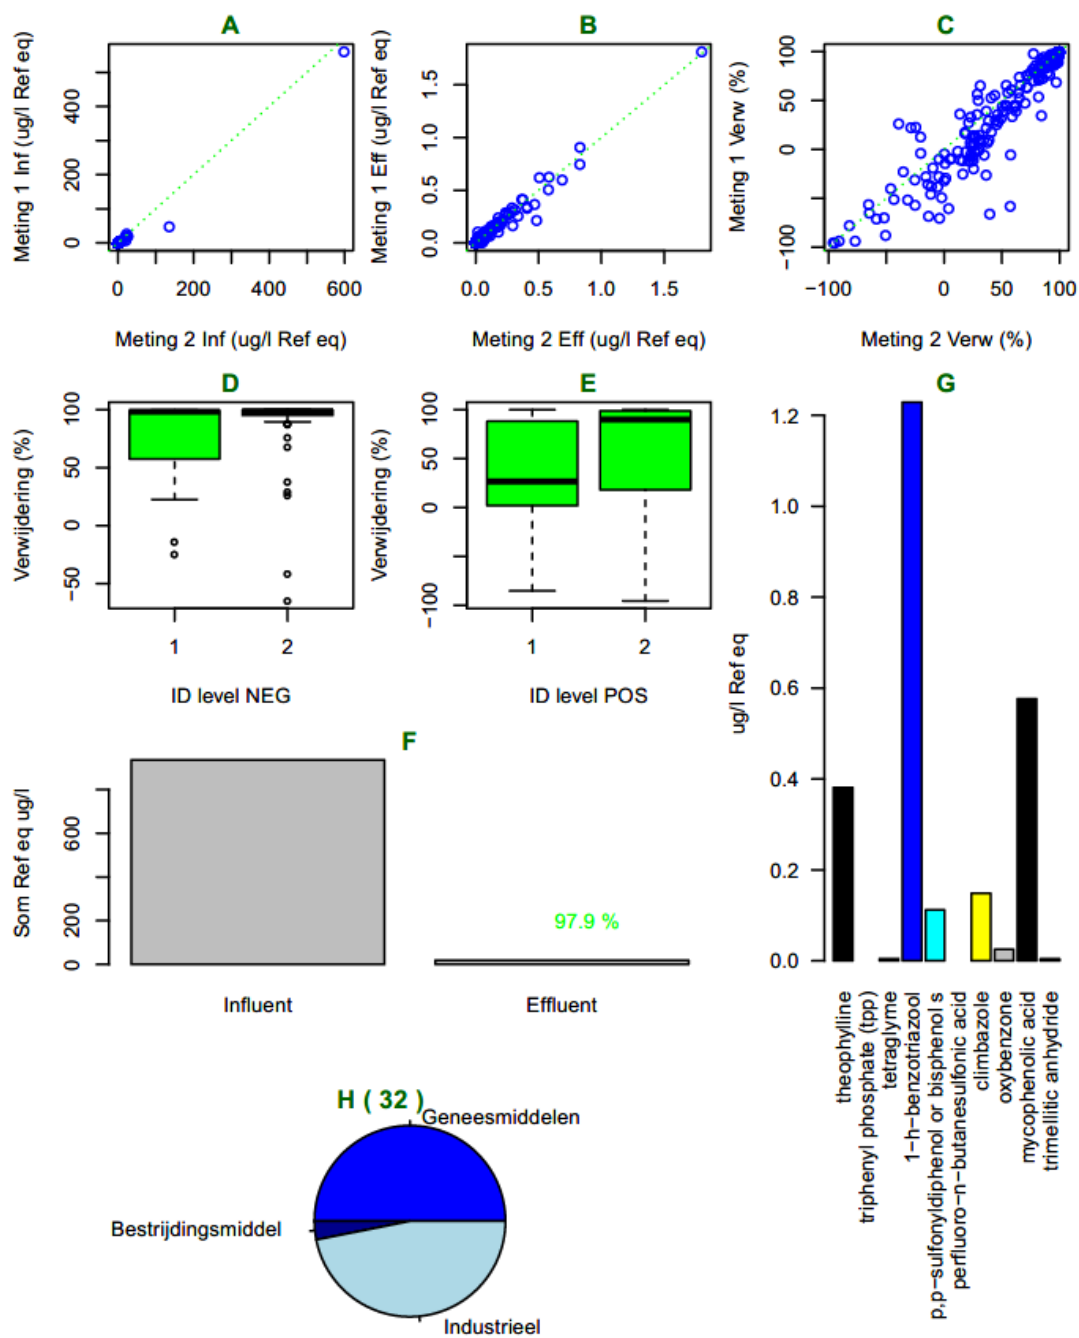 A
Meting 1 Inf (ug/l Ref eq)
0 200 400
0 200 400 600
Meting 2 Inf (ug/l Ref eq)
B
Meting 1 Eff (ug/l Ref eq)
0.0 0.5 1.0 1.5
0.0 0.5 1.0 1.5
Meting 2 Eff (ug/l Ref eq)
C
Meting 1 Verw (%)
−100 0 50 100
−100 0 50 100
Meting 2 Verw (%)
D
Verwijdering (%)
−50 0 50 100
1 2
ID level NEG
E
Verwijdering (%)
−100 0 50 100
1 2
ID level POS
G
ug/l Ref eq
0.0 0.2 0.4 0.6 0.8 1.0 1.2
theophylline
triphenyl phosphate (tpp)
tetraglyme
1−h−benzotriazool
p,p−sulfonyldiphenol or bisphenol s
perfluoro−n−butanesulfonic acid
climbazole
oxybenzone
mycophenolic acid
trimellitic anhydride
F
Som Ref eq ug/l
0 200 600
97.9 %
Influent Effluent
H ( 32 )
Geneesmiddelen
Bestrijdingsmiddel
Industrieel